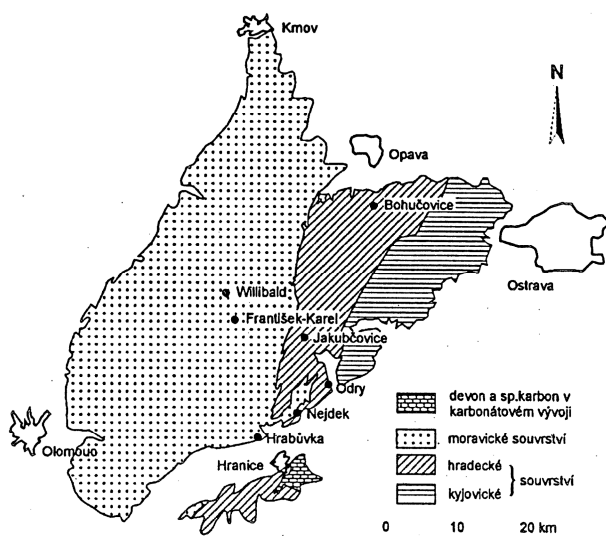 Krnov
N
Opava
Bohučovice
Ostrava
Willibald
František-Karel
Jakubčovice
Odry
Nejdek
Olomouc
Hrabůvka
Hranice
devon a sp.karbon v
karbonátovém vývoji
moravické souvrství
hradecké
souvrství
kyjovické
0 10 20 km